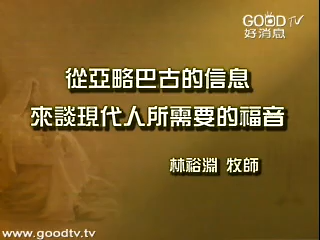 GOOD TV
好消息
從亞略巴古的信息
來談現代人所需要的福音
林裕淵 牧師
www.goodtv.tv